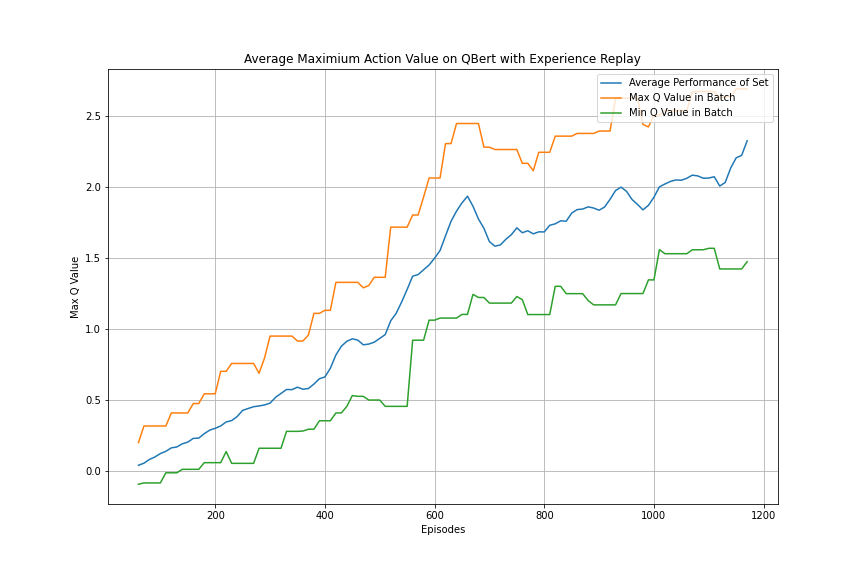 Average Maximium Action Value on QBert with Experience Replay
Average Performance of Set
Max Q Value in Batch
Min Q Value in Batch
Max Q Value
2.5
2.0
1.5
1.0
0.5
0.0
200
400
600
800
1000
1200
Episodes